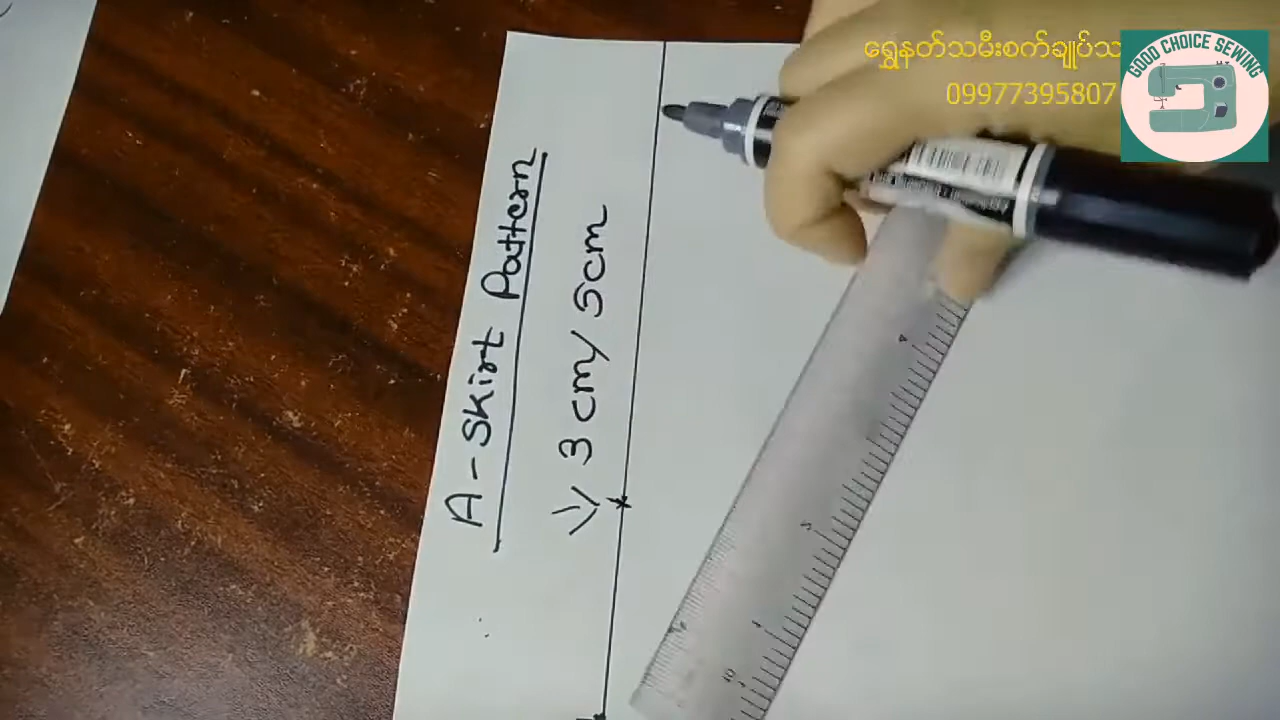 ရွှေနတ်သမီးစက်ချုပ်သ
09977395807
GOOD CHOICE SEWING
A-Skirt Pattern
3 cm/ 5cm